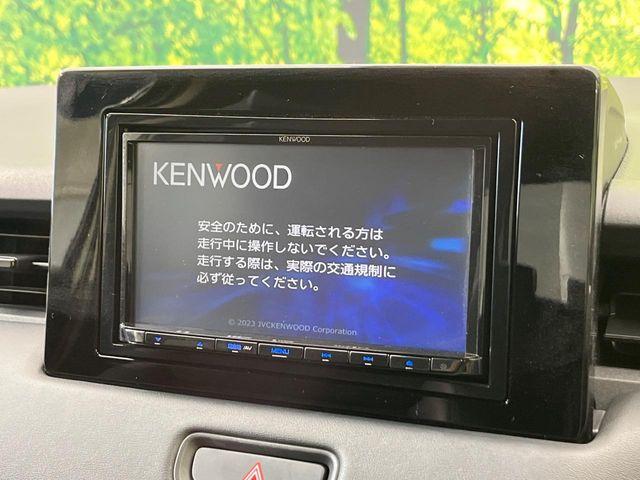 KENWOOD
KENWOOD
安全のために、運転される方は
走行中に操作しないでください。
走行する際は、実際の交通規制に
必ず従ってください。
© 2023 JVCKENWOOD Corporation
MENU